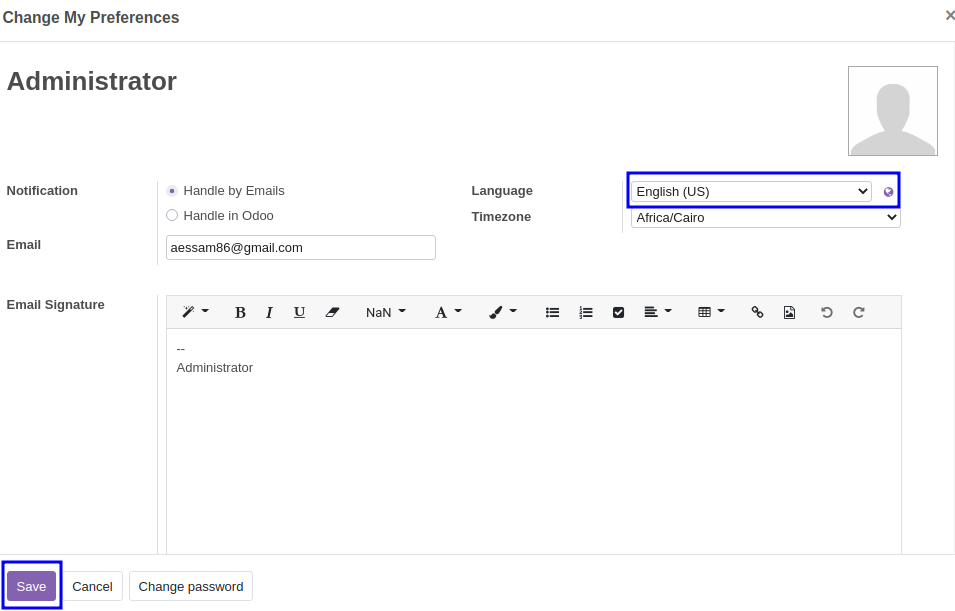 Change My Preferences
Administrator
Notification
Handle by Emails
Handle in Odoo
Email
aessam86@gmail.com
Language
English (US)
Timezone
Africa/Cairo
Email Signature
B I U NaN A
--
Administrator
Save Cancel Change password